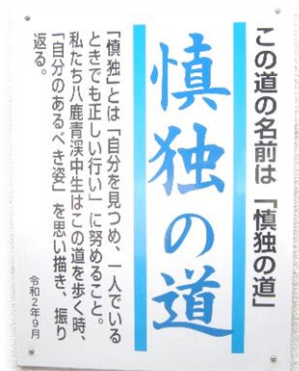 この道の名前は「慎独の道」
慎独の道
「慎独」とは「自分を見つめ、一人でいる
ときでも正しい行い」に努めること。
私たち八鹿青渓中生はこの道を歩く時、
「自分のあるべき姿」を思い描き、振り
返る。
令和2年9月